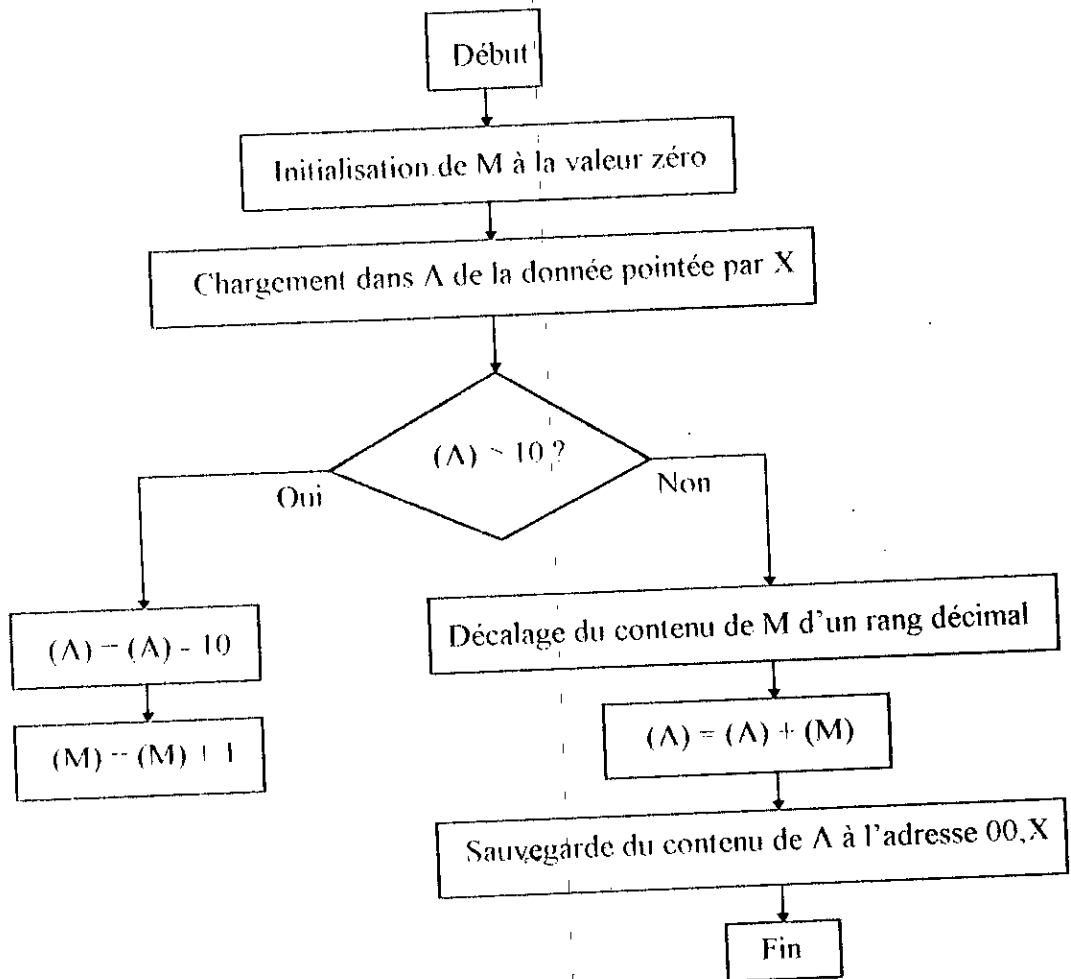 Début
Initialisation de M à la valeur zéro
Chargement dans A de la donnée pointée par X
(A) ~ 10 ?
Oui
Non
(A) = (A) - 10
(M) = (M) + 1
Décalage du contenu de M d'un rang décimal
(A) = (A) + (M)
Sauvegarde du contenu de A à l'adresse 00,X
Fin